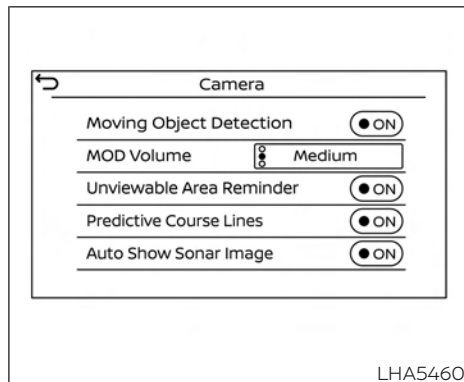 Camera
Moving Object Detection ON
MOD Volume Medium
Unviewable Area Reminder ON
Predictive Course Lines ON
Auto Show Sonar Image ON
LHA5460